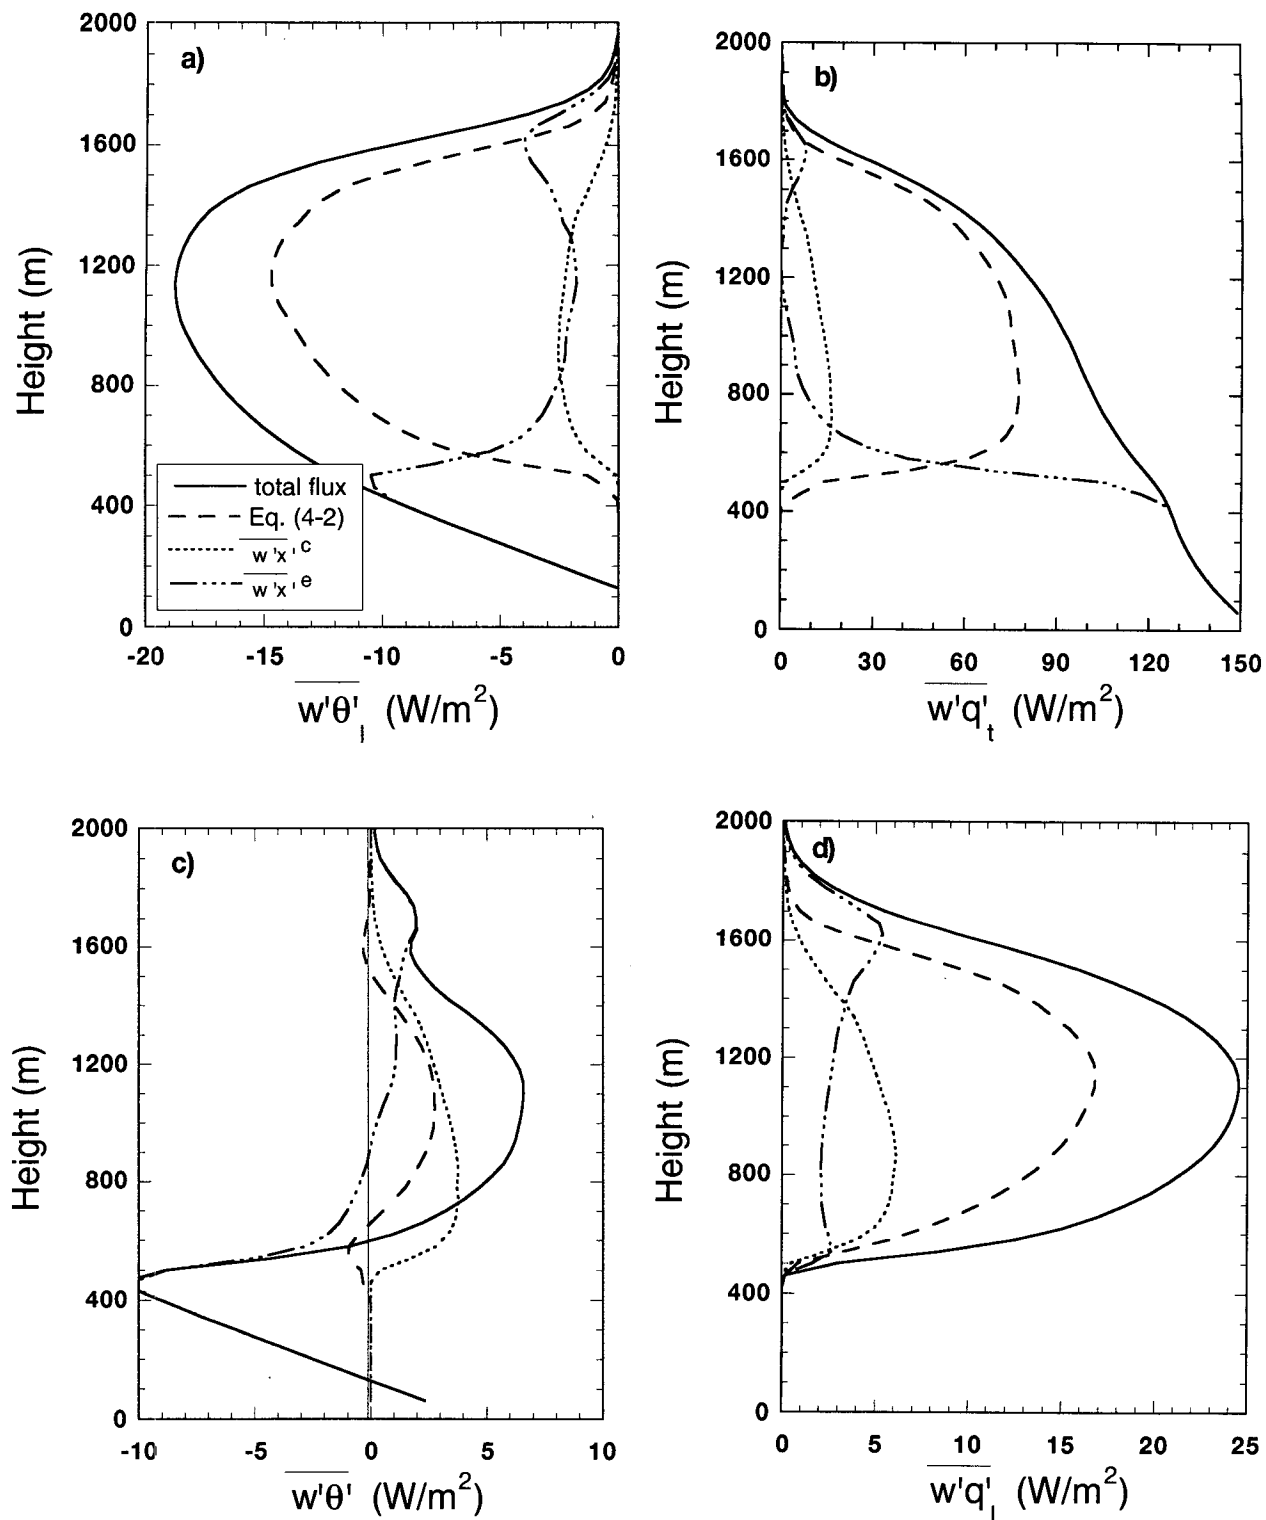 a)
2000
1600
1200
800
400
0
Height (m)
total flux
Eq. (4-2)
w'x'c
w'x'e
-20 -15 -10 -5 0
w'θ'l (W/m²)
b)
2000
1600
1200
800
400
0
Height (m)
0 30 60 90 120 150
w'q't (W/m²)
c)
2000
1600
1200
800
400
0
Height (m)
-10 -5 0 5 10
w'θ' (W/m²)
d)
2000
1600
1200
800
400
0
Height (m)
0 5 10 15 20 25
w'q'l (W/m²)